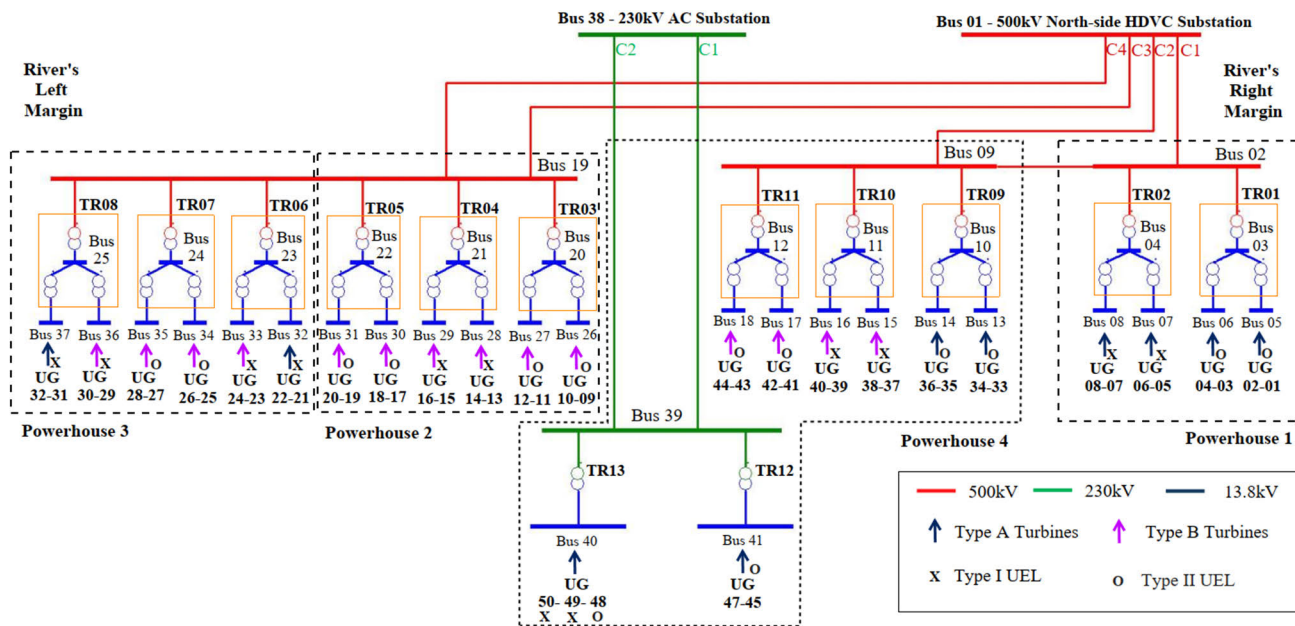 Bus 38 - 230kV AC Substation
Bus 01 - 500kV North-side HDVC Substation
C2 C1
C4 C3 C2 C1
River's
Left
Margin
River's
Right
Margin
Bus 19
Bus 09
Bus 02
TR08 TR07 TR06 TR05 TR04 TR03 TR11 TR10 TR09 TR02 TR01
Bus
25
Bus
24
Bus
23
Bus
22
Bus
21
Bus
20
Bus
12
Bus
11
Bus
10
Bus
04
Bus
03
Bus 37 Bus 36 Bus 35 Bus 34 Bus 33 Bus 32 Bus 31 Bus 30 Bus 29 Bus 28 Bus 27 Bus 26 Bus 18 Bus 17 Bus 16 Bus 15 Bus 14 Bus 13 Bus 08 Bus 07 Bus 06 Bus 05
X X O O X X O O X X O O O O X X O O X X O O
UG UG UG UG UG UG UG UG UG UG UG UG UG UG UG UG UG UG UG UG UG UG
32-31 30-29 28-27 26-25 24-23 22-21 20-19 18-17 16-15 14-13 12-11 10-09 44-43 42-41 40-39 38-37 36-35 34-33 08-07 06-05 04-03 02-01
Powerhouse 3
Powerhouse 2
Bus 39
Powerhouse 4
Powerhouse 1
TR13
TR12
Bus 40
Bus 41
O
UG
50- 49- 48
X X O
UG
47-45
500kV 230kV 13.8kV
Type A Turbines Type B Turbines
X Type I UEL O Type II UEL